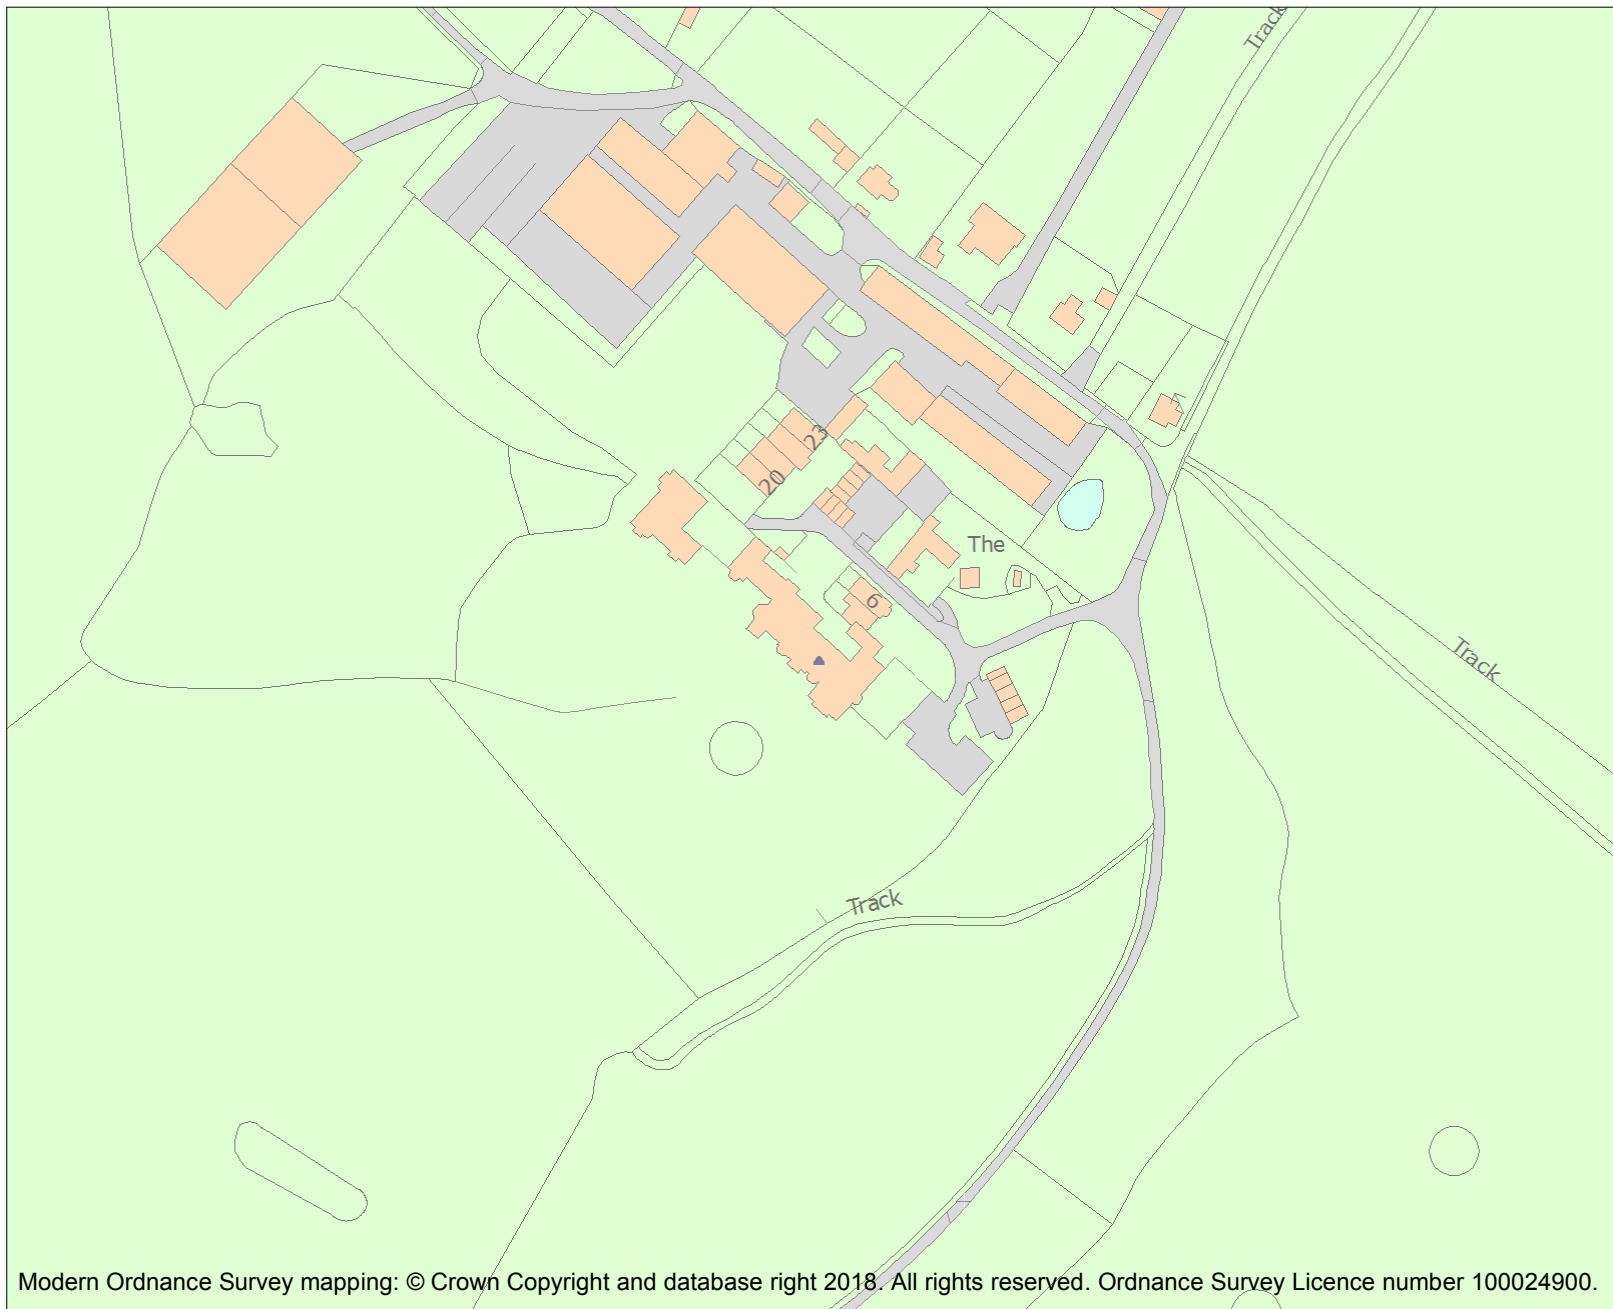 Track
23
20
The
6
Track
Track
Modern Ordnance Survey mapping: © Crown Copyright and database right 2018. All rights reserved. Ordnance Survey Licence number 100024900.